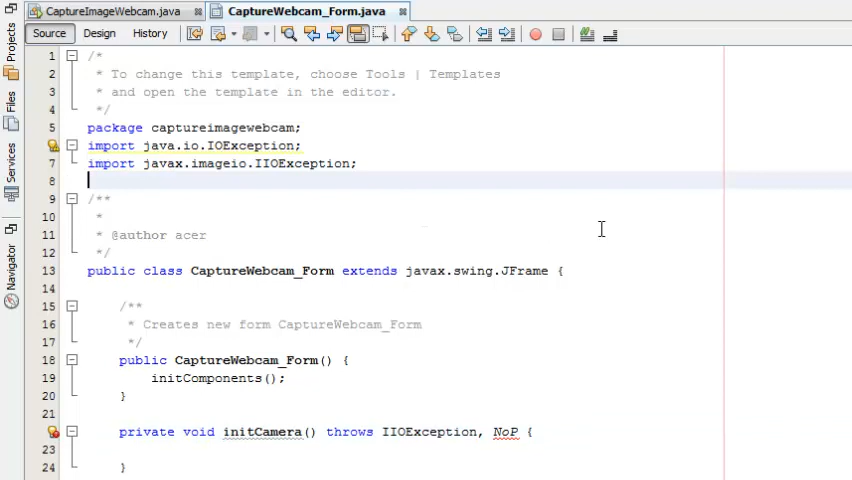 CaptureImageWebcam.java
CaptureWebcam_Form.java
Source Design History
Projects
Files
Services
Navigator
1 /*
2 * To change this template, choose Tools | Templates
3 * and open the template in the editor.
4 */
5 package captureimagewebcam;
import java.io.IOException;
7 import javax.imageio.IIOException;
8
9 /**
10 *
11 * @author acer
12 */
13 public class CaptureWebcam_Form extends javax.swing.JFrame {
14
15 /**
16 * Creates new form CaptureWebcam_Form
17 */
18 public CaptureWebcam_Form() {
19 initComponents();
20 }
21
private void initCamera() throws IIOException, NoP {
23
24 }